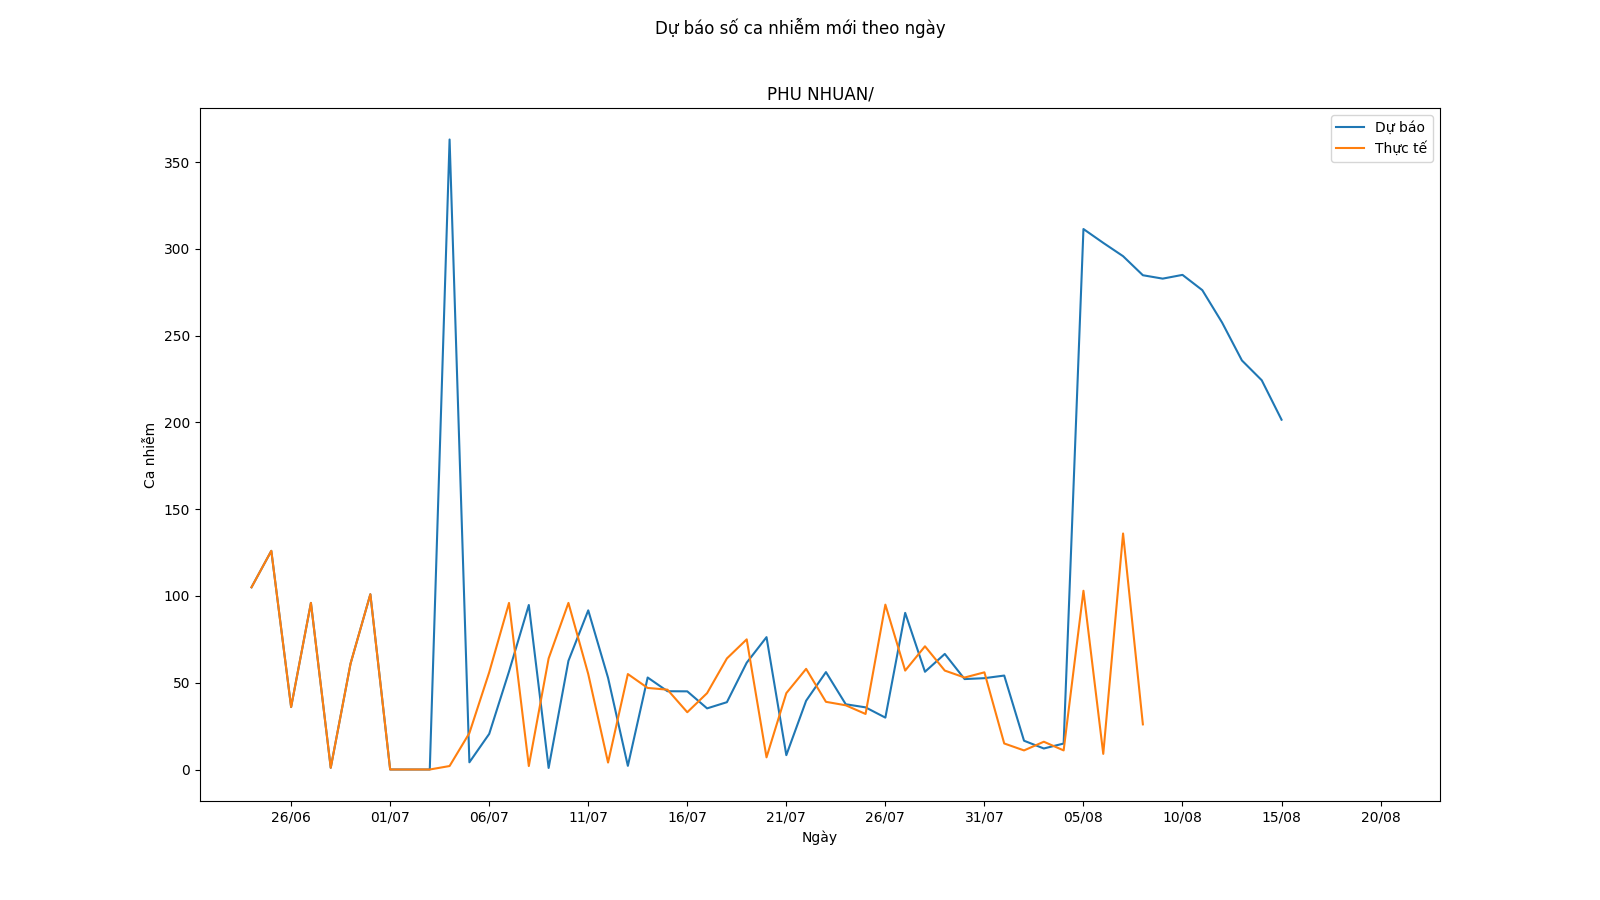 Dự báo số ca nhiễm mới theo ngày
PHU NHUAN/
Dự báo
Thực tế
350
300
250
200
150
100
50
0
Ca nhiễm
26/06 01/07 06/07 11/07 16/07 21/07 26/07 31/07 05/08 10/08 15/08 20/08
Ngày